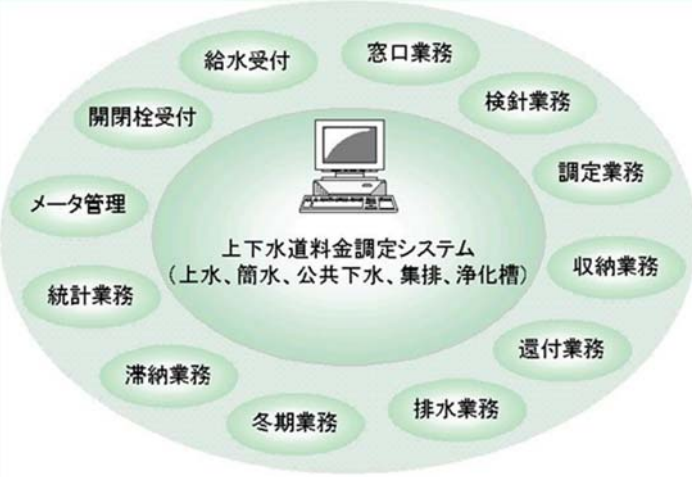 給水受付
窓口業務
検針業務
開閉栓受付
調定業務
メータ管理
上下水道料金調定システム
（上水、簡水、公共下水、集排、浄化槽）
収納業務
統計業務
還付業務
滞納業務
排水業務
冬期業務